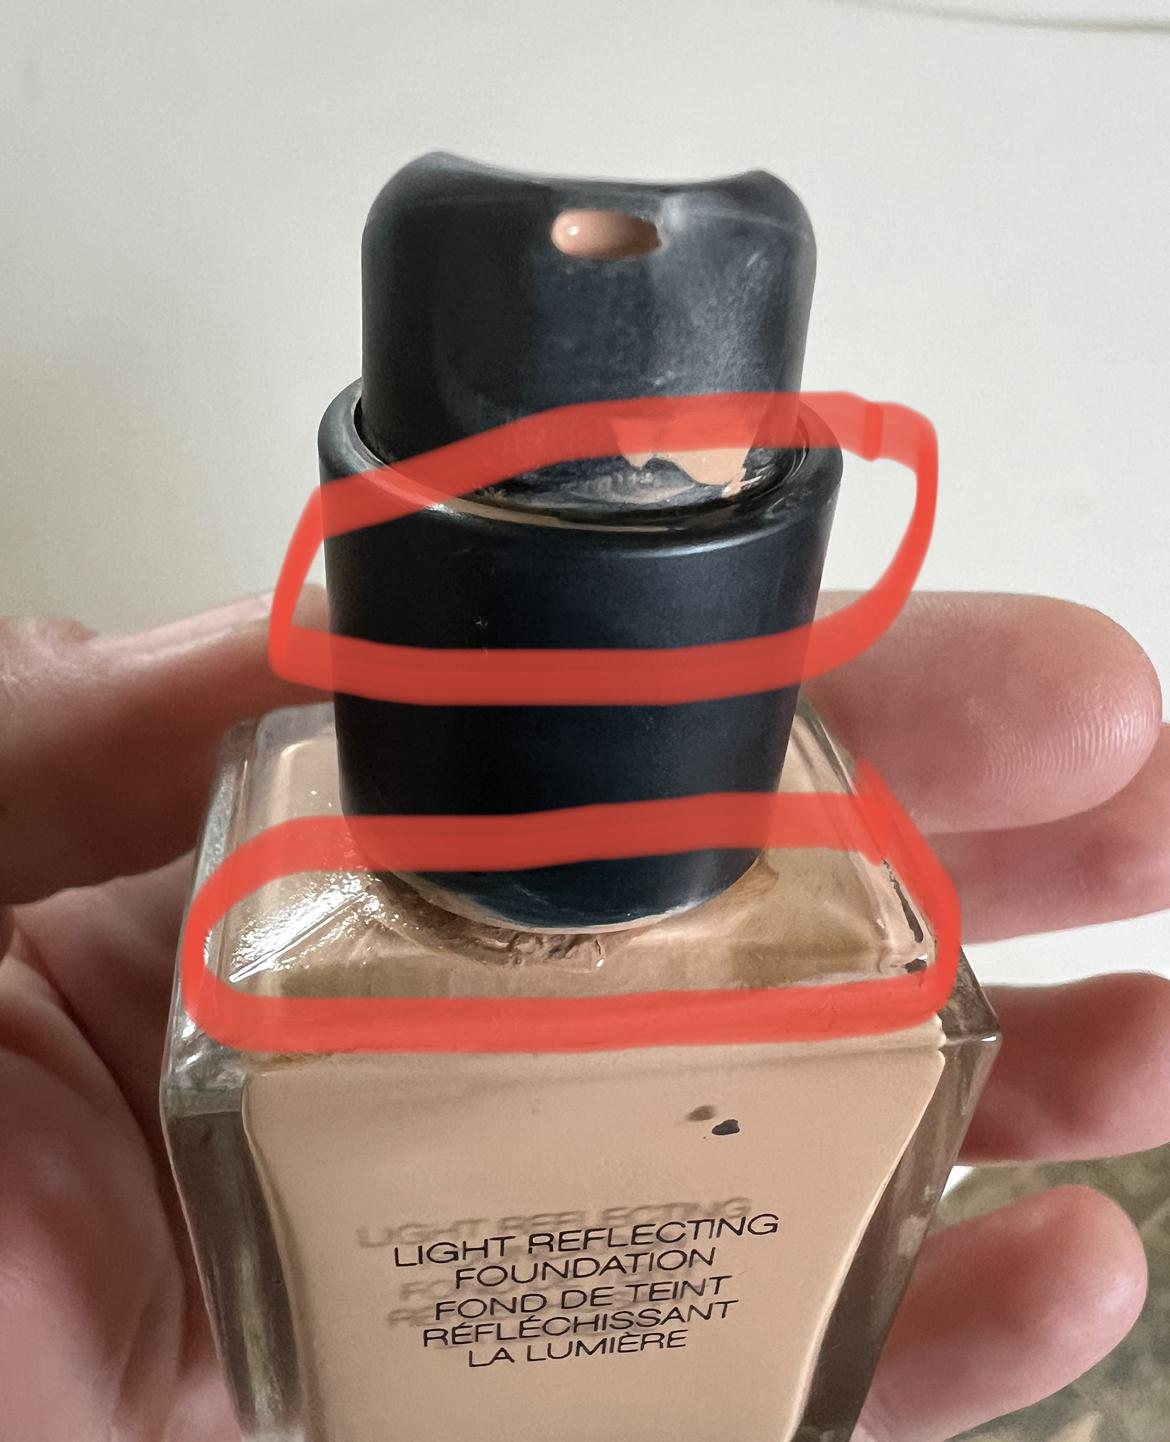 LIGHT REFLECTING
FOUNDATION
FOND DE TEINT
RÉFLÉCHISSANT
LA LUMIÈRE